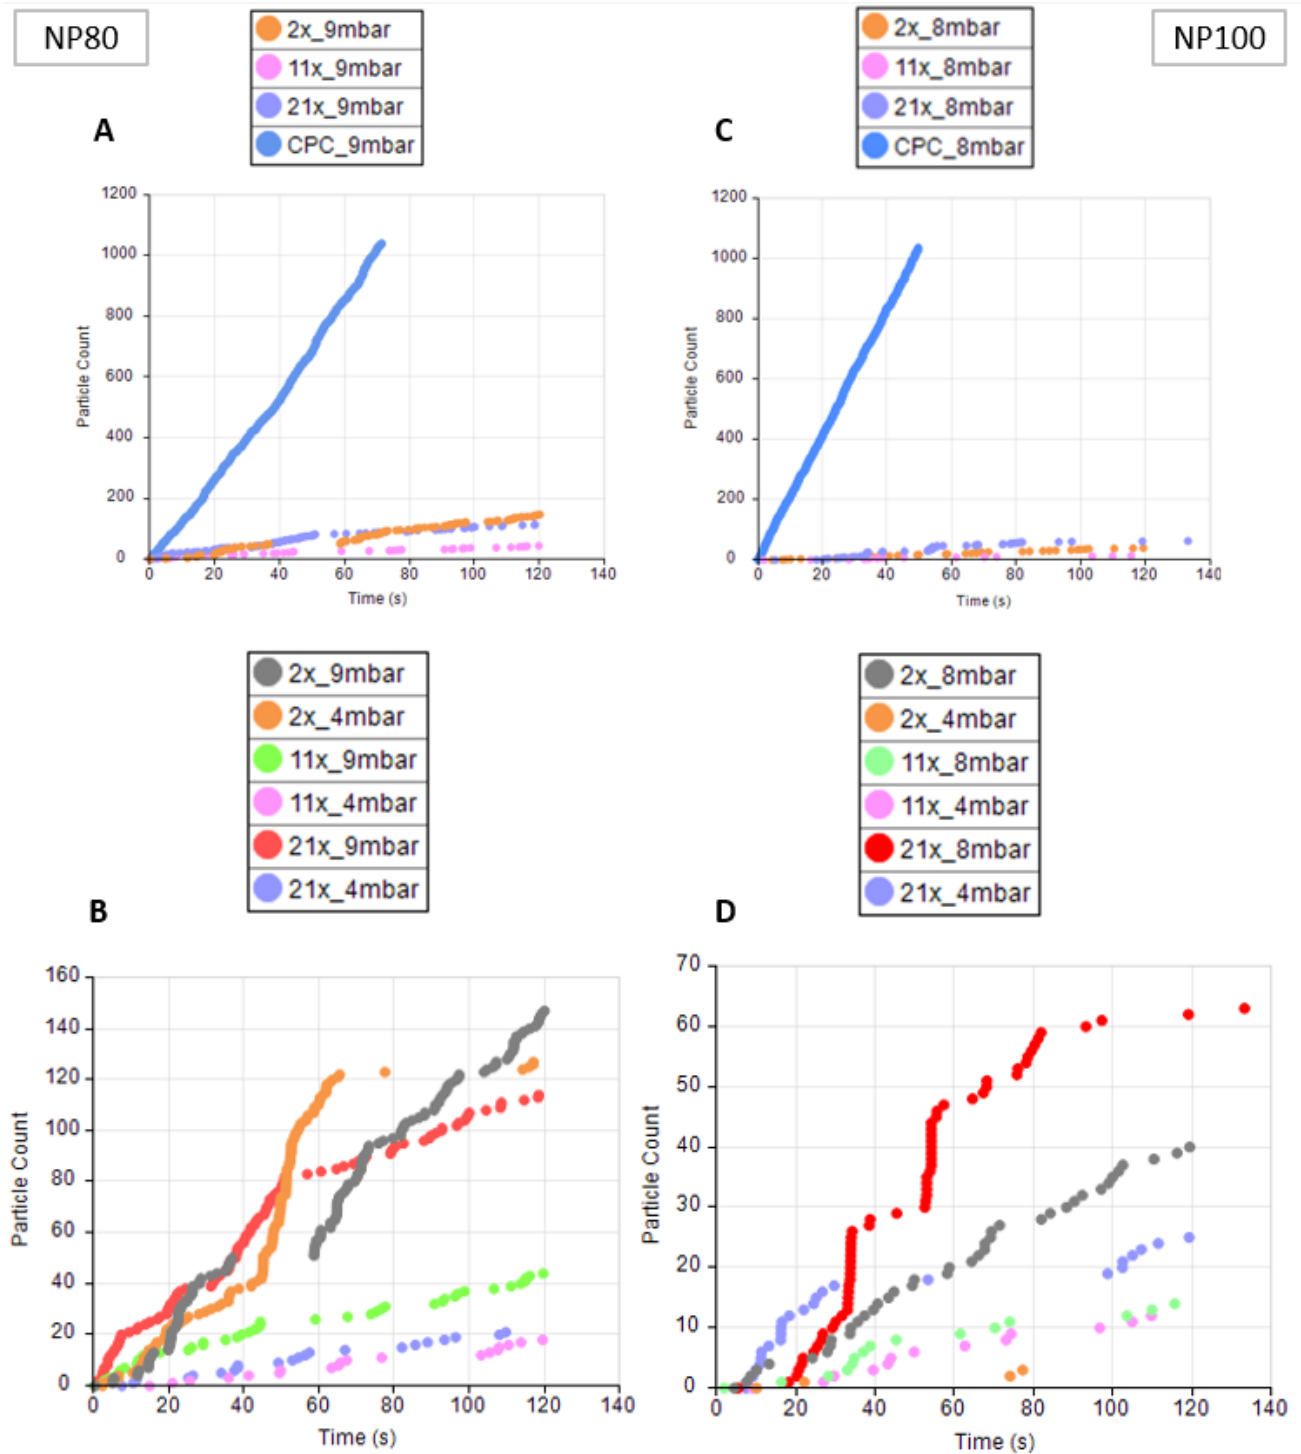 NP80
2x_9mbar
11x_9mbar
21x_9mbar
CPC_9mbar
A
1200
1000
800
600
400
200
0
Particle Count
0 20 40 60 80 100 120 140
Time (s)
NP100
2x_8mbar
11x_8mbar
21x_8mbar
CPC_8mbar
C
1200
1000
800
600
400
200
0
Particle Count
0 20 40 60 80 100 120 140
Time (s)
2x_9mbar
2x_4mbar
11x_9mbar
11x_4mbar
21x_9mbar
21x_4mbar
B
160
140
120
100
80
60
40
20
0
Particle Count
0 20 40 60 80 100 120 140
Time (s)
2x_8mbar
2x_4mbar
11x_8mbar
11x_4mbar
21x_8mbar
21x_4mbar
D
70
60
50
40
30
20
10
0
Particle Count
0 20 40 60 80 100 120 140
Time (s)